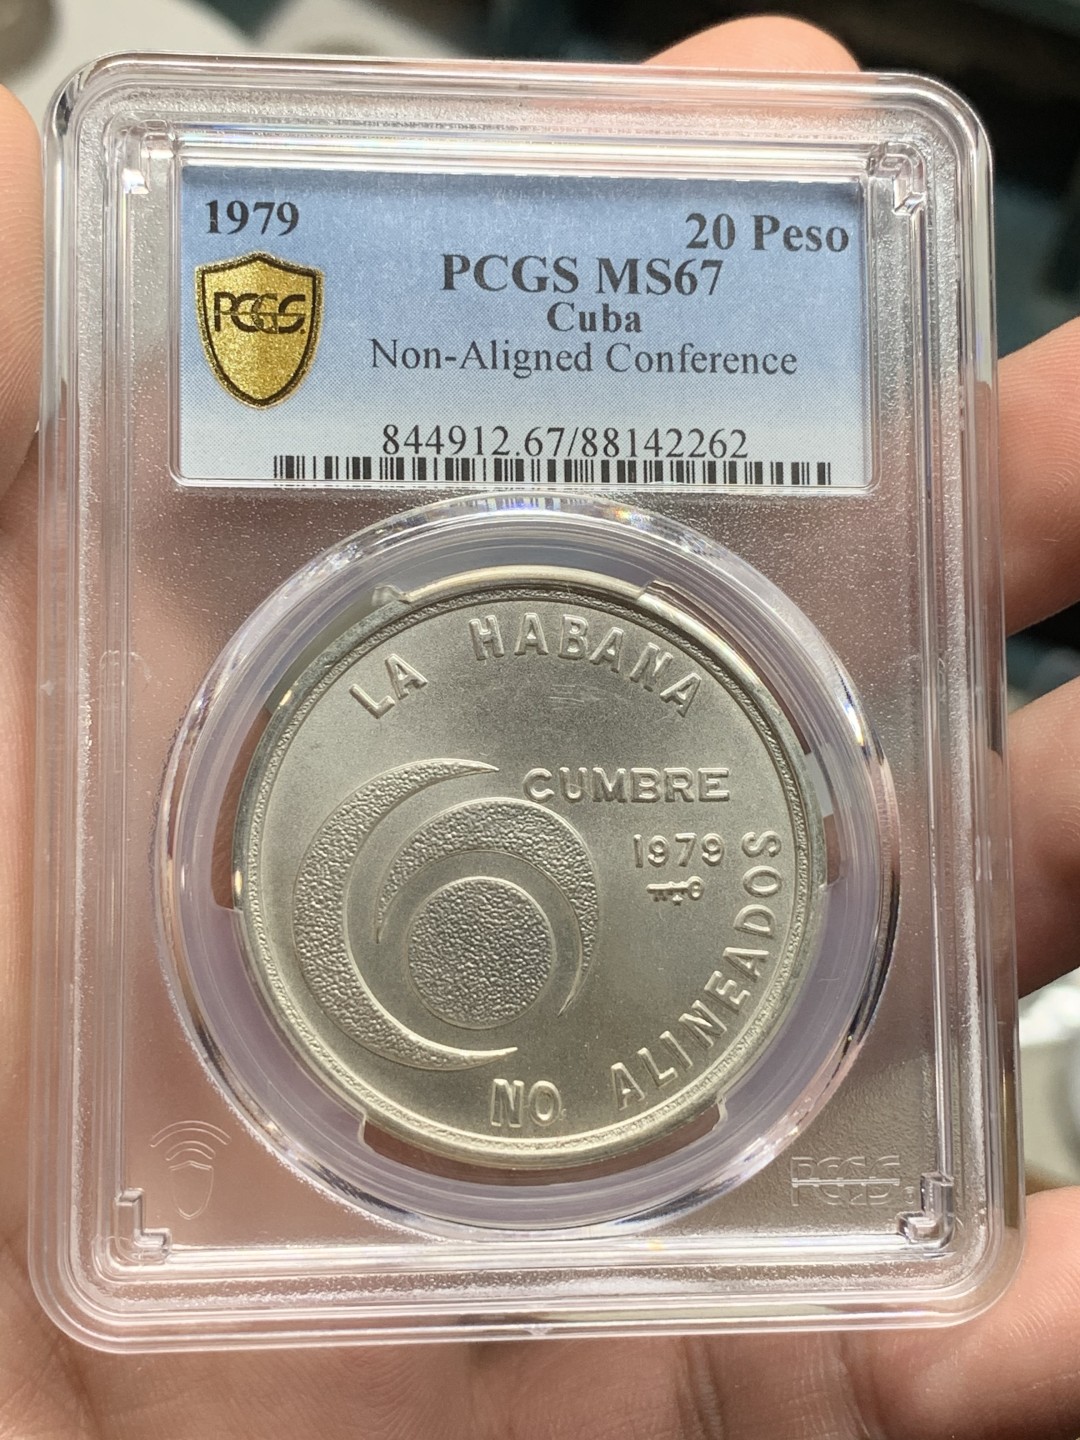 1979
20 Peso
PCGS
PCGS MS67
Cuba
Non-Aligned Conference
844912.67/88142262
LA HABANA
CUMBRE
1979
NO ALINEADOS
PCGS